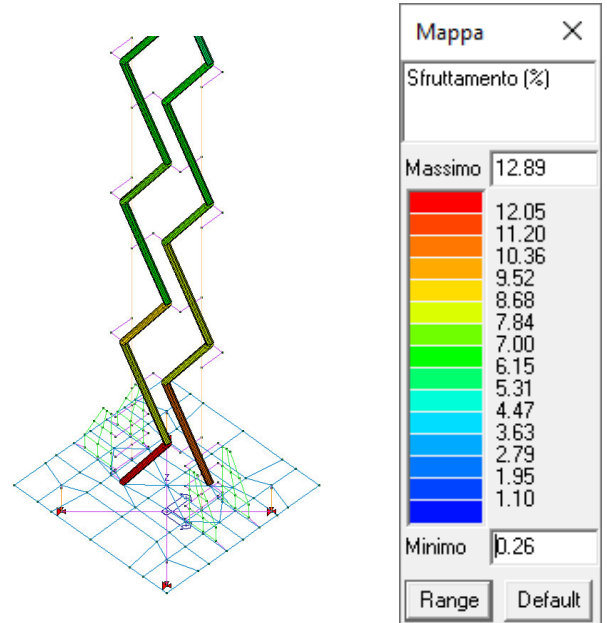 Mappa
Sfruttamento (%)
Massimo 12.89
12.05
11.20
10.36
9.52
8.68
7.84
7.00
6.15
5.31
4.47
3.63
2.79
1.95
1.10
Minimo 0.26
Range Default
Z